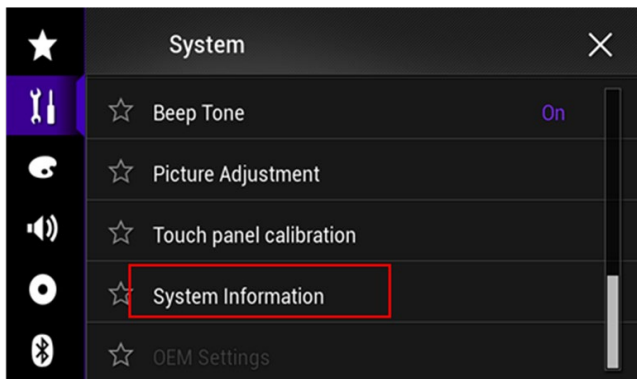 System
Beep Tone On
Picture Adjustment
Touch panel calibration
System Information
OEM Settings